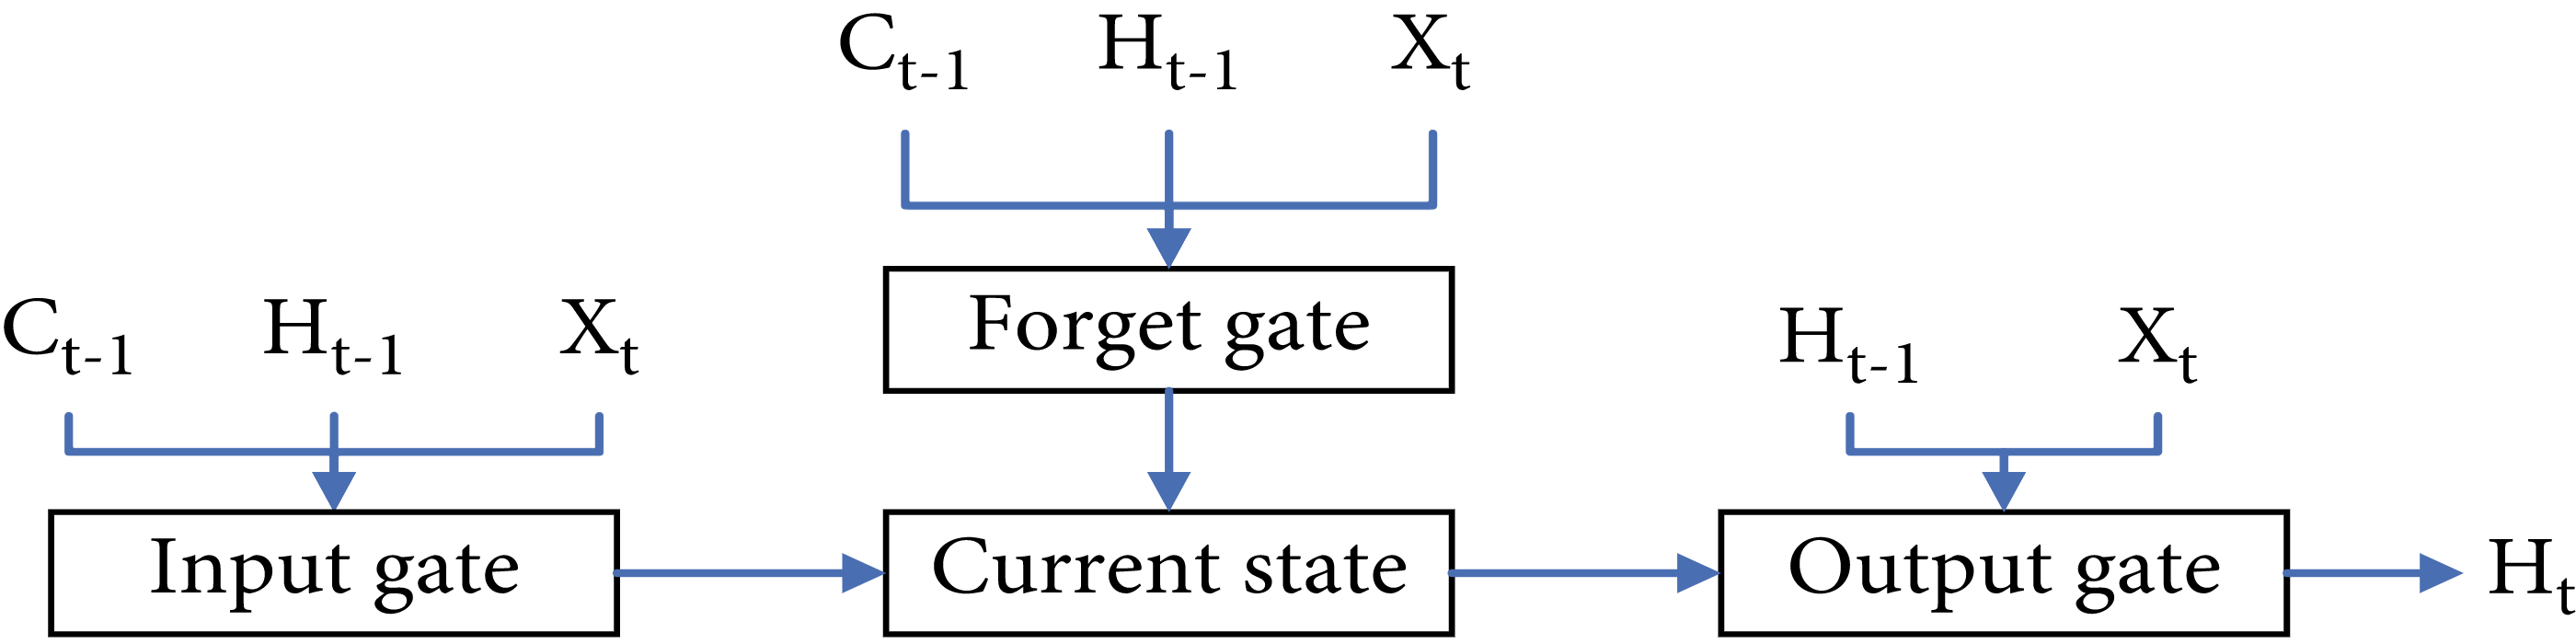 C_{t-1} H_{t-1} X_t
Forget gate
C_{t-1} H_{t-1} X_t
H_{t-1} X_t
Input gate
Current state
Output gate
H_t